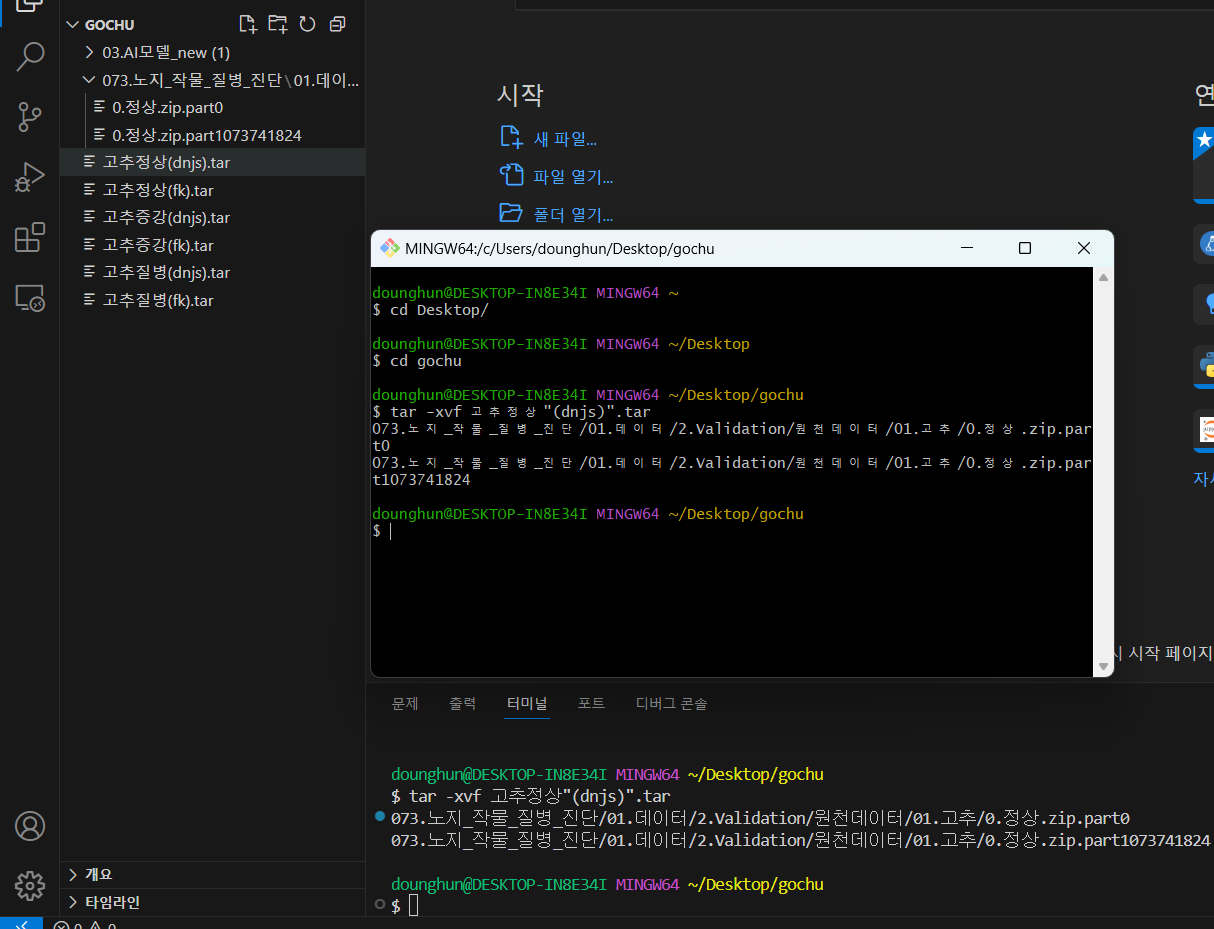 GOCHU
03.AI모델_new (1)
073.노지_작물_질병_진단\01.데이...
0.정상.zip.part0
0.정상.zip.part1073741824
고추정상(dnjs).tar
고추정상(fk).tar
고추증강(dnjs).tar
고추증강(fk).tar
고추질병(dnjs).tar
고추질병(fk).tar
개요
타임라인
0 0
시작
새 파일...
파일 열기...
폴더 열기...
MINGW64:/c/Users/dounghun/Desktop/gochu
dounghun@DESKTOP-IN8E34I MINGW64 ~
$ cd Desktop/
dounghun@DESKTOP-IN8E34I MINGW64 ~/Desktop
$ cd gochu
dounghun@DESKTOP-IN8E34I MINGW64 ~/Desktop/gochu
$ tar -xvf 고추정상"(dnjs)".tar
073.노지_작물_질병_진단/01.데이터/2.Validation/원천데이터/01.고추/0.정상.zip.par
t0
073.노지_작물_질병_진단/01.데이터/2.Validation/원천데이터/01.고추/0.정상.zip.par
t1073741824
dounghun@DESKTOP-IN8E34I MINGW64 ~/Desktop/gochu
$
시작 페이지
문제 출력 터미널 포트 디버그 콘솔
dounghun@DESKTOP-IN8E34I MINGW64 ~/Desktop/gochu
$ tar -xvf 고추정상"(dnjs)".tar
073.노지_작물_질병_진단/01.데이터/2.Validation/원천데이터/01.고추/0.정상.zip.part0
073.노지_작물_질병_진단/01.데이터/2.Validation/원천데이터/01.고추/0.정상.zip.part1073741824
dounghun@DESKTOP-IN8E34I MINGW64 ~/Desktop/gochu
$